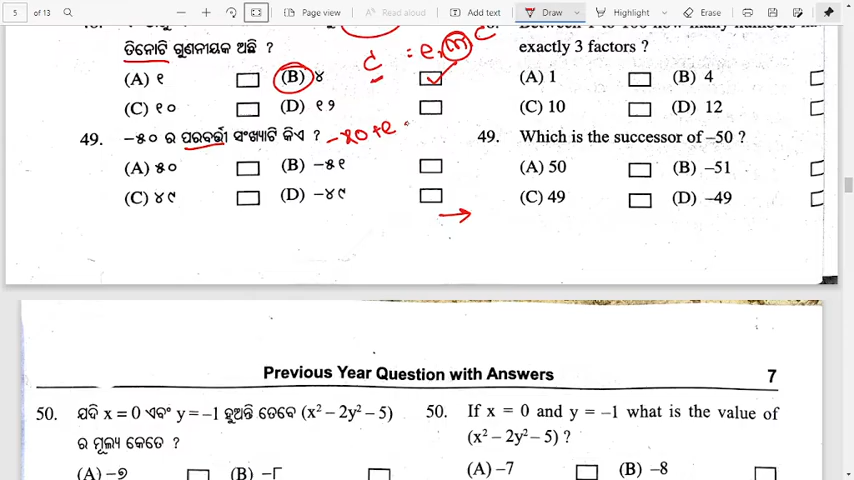 5 of 13 Page view Read aloud Add text Draw Highlight Erase
ତିନୋଟି ଗୁଣନୀୟକ ଅଛି ?
exactly 3 factors ?
(A) ୧ (B) ୪
(A) 1 (B) 4
(C) ୧୦ (D) ୧୨
(C) 10 (D) 12
49. –୫୦ ର ପରବର୍ତ୍ତୀ ସଂଖ୍ୟାଟି କିଏ ?
49. Which is the successor of –50 ?
(A) ୫୦ (B) –୫୧
(A) 50 (B) –51
(C) ୪୯ (D) –୪୯
(C) 49 (D) –49
Previous Year Question with Answers 7
50. ଯଦି x = 0 ଏବଂ y = –1 ହୁଅନ୍ତି ତେବେ (x² – 2y² – 5)
ର ମୂଲ୍ୟ କେତେ ?
50. If x = 0 and y = –1 what is the value of
(x² – 2y² – 5) ?
(A) –୭ (B) –୮
(A) –7 (B) –8